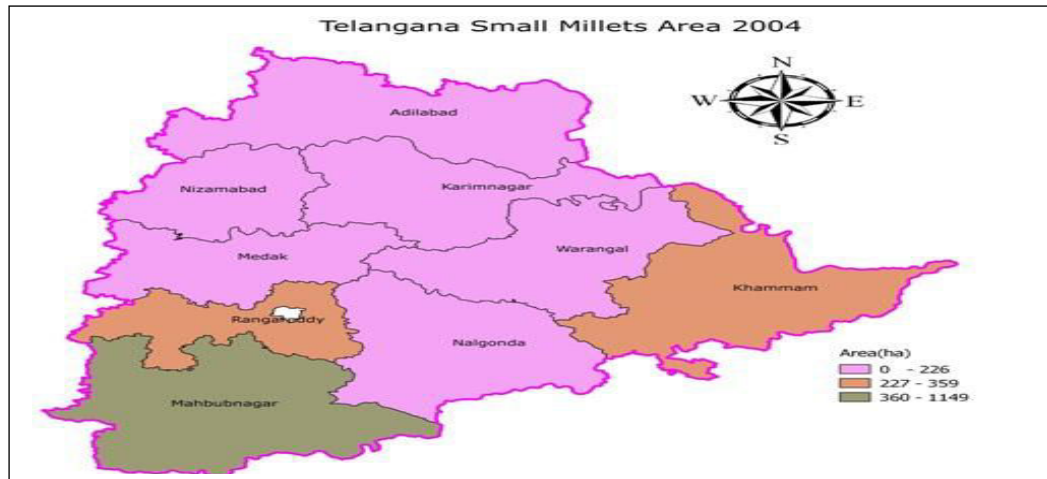 Telangana Small Millets Area 2004
N
W E
S
Adilabad
Nizamabad
Karimnagar
Warangal
Medak
Khammam
Nalgonda
Mahbubnagar
Area(ha)
0 - 226
227 - 359
360 - 1149